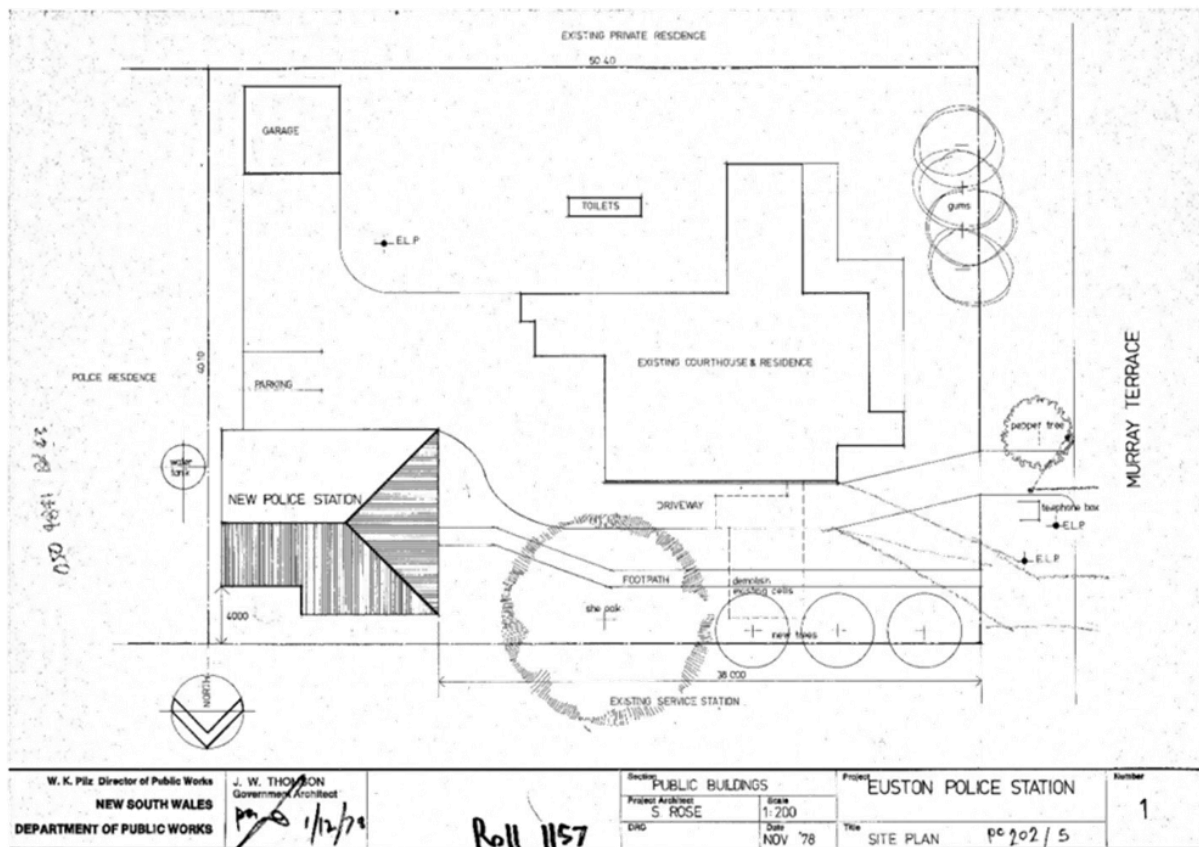 EXISTING PRIVATE RESIDENCE
50.40
GARAGE
TOILETS
gums
E.L.P
EXISTING COURTHOUSE & RESIDENCE
40.10
POLICE RESIDENCE
PARKING
pepper tree
MURRAY TERRACE
water
tank
NEW POLICE STATION
DRIVEWAY
telephone box
E.L.P
E.L.P
FOOTPATH
demolish
existing cells
she oak
4000
new trees
38 000
EXISTING SERVICE STATION
NORTH
W. K. Pilz Director of Public Works
NEW SOUTH WALES
DEPARTMENT OF PUBLIC WORKS
J. W. THOMSON
Government Architect
1/12/78
Roll 1157
Section
PUBLIC BUILDINGS
Project Architect
S. ROSE
Scale
1:200
DRG
Date
NOV '78
Project
EUSTON POLICE STATION
Title
SITE PLAN
PC 202/5
Number
1